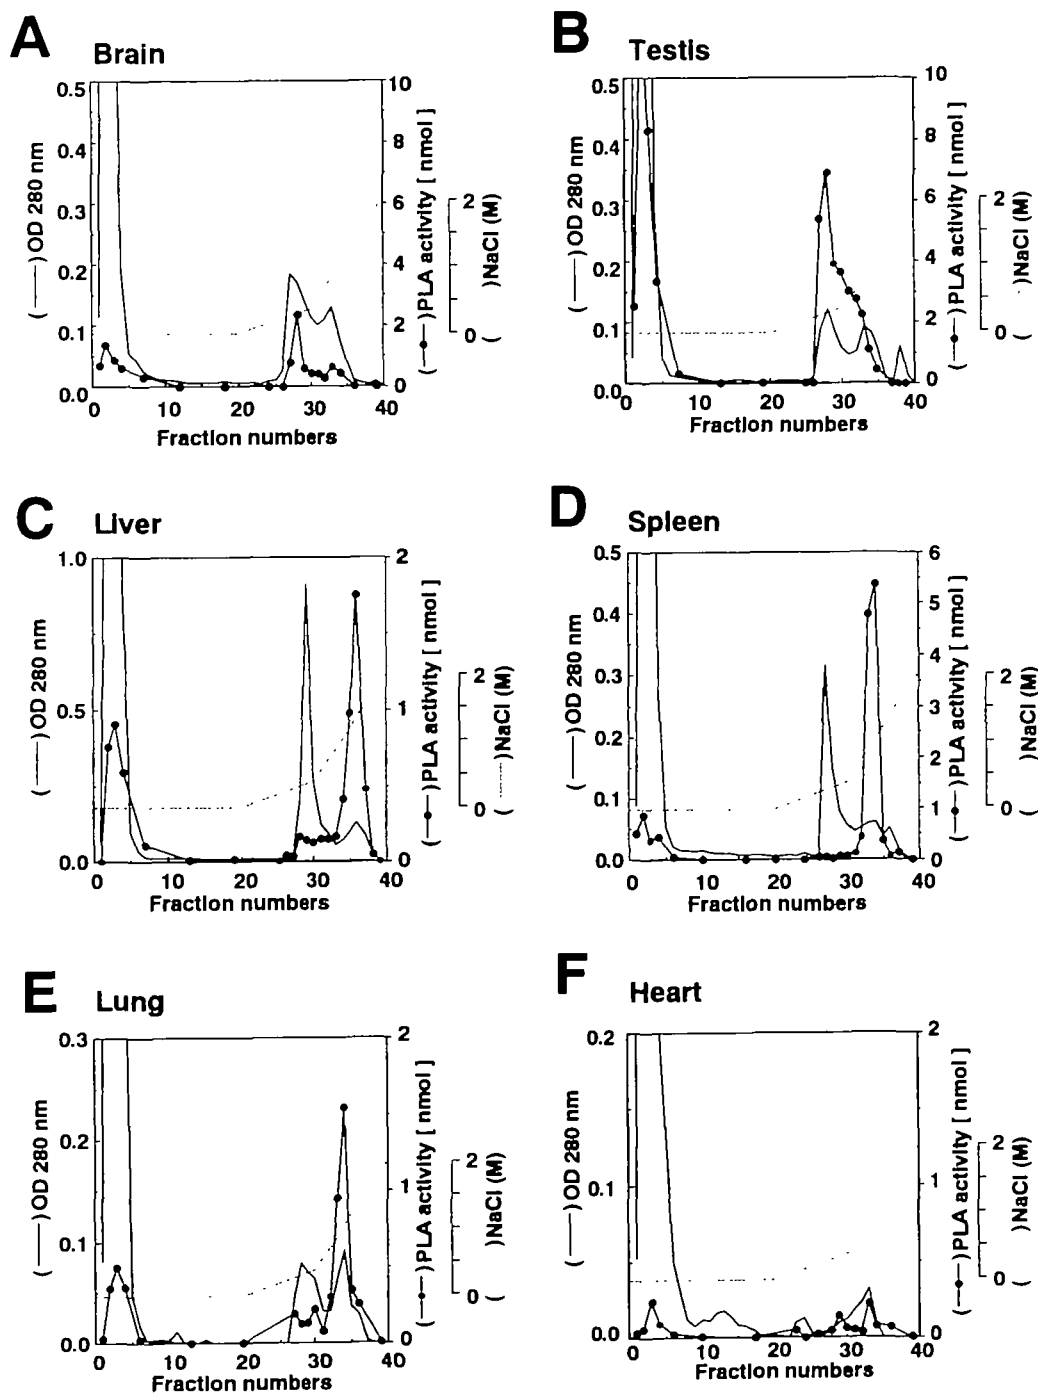 A Brain
0.5
0.4
0.3
0.2
0.1
0.0
(——)OD 280 nm
0 10 20 30 40
Fraction numbers
10
8
6
4
2
0
(—●—)PLA activity [ nmol ]
2
0
( )NaCl (M)
B Testis
0.5
0.4
0.3
0.2
0.1
0.0
(——)OD 280 nm
0 10 20 30 40
Fraction numbers
10
8
6
4
2
0
(—●—)PLA activity [ nmol ]
2
0
( )NaCl (M)
C Liver
1.0
0.5
0.0
(——)OD 280 nm
0 10 20 30 40
Fraction numbers
2
1
0
(—●—)PLA activity [ nmol ]
2
0
(.......)NaCl (M)
D Spleen
0.5
0.4
0.3
0.2
0.1
0.0
(——)OD 280 nm
0 10 20 30 40
Fraction numbers
6
5
4
3
2
1
0
(—●—)PLA activity [ nmol ]
2
0
( )NaCl (M)
E Lung
0.3
0.2
0.1
0.0
(——)OD 280 nm
0 10 20 30 40
Fraction numbers
2
1
0
(—●—)PLA activity [ nmol ]
2
0
( )NaCl (M)
F Heart
0.2
0.1
0.0
(——)OD 280 nm
0 10 20 30 40
Fraction numbers
2
1
0
(—●—)PLA activity [ nmol ]
2
0
( )NaCl (M)